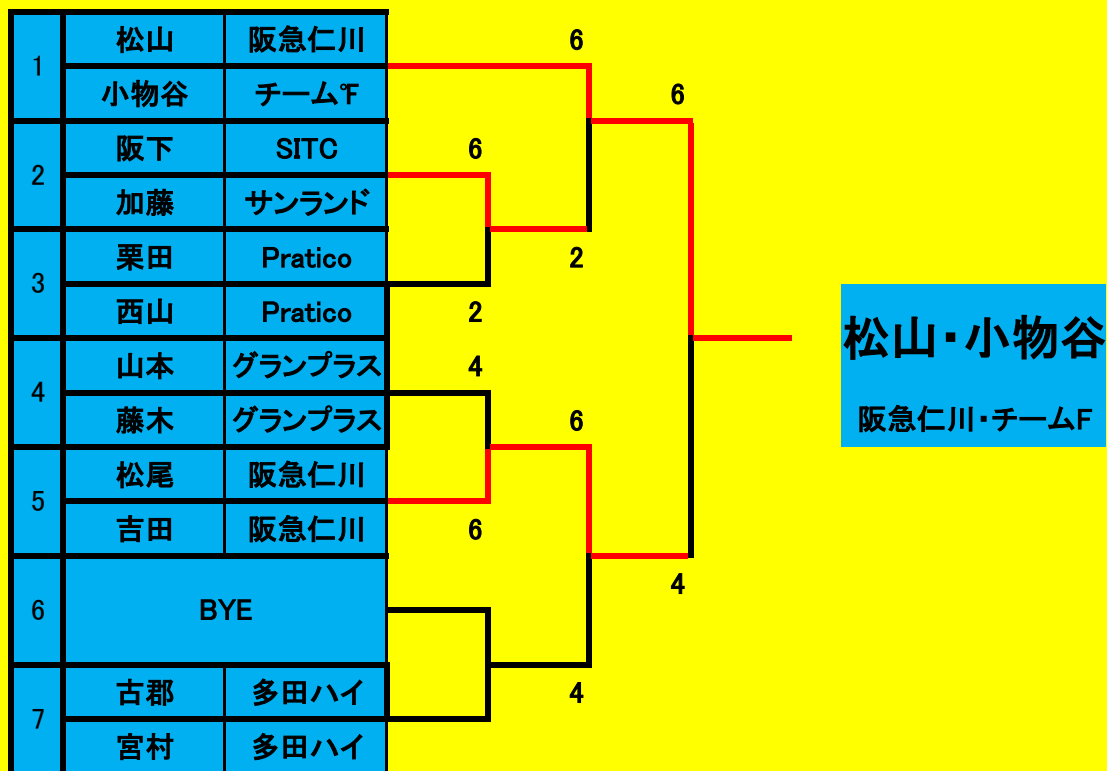 1
松山 阪急仁川
小物谷 チーム℉
6
6
2
阪下 SITC
加藤 サンランド
6
2
3
栗田 Pratico
西山 Pratico
2
4
山本 グランプラス
藤木 グランプラス
4
6
5
松尾 阪急仁川
吉田 阪急仁川
6
4
6
BYE
7
古郡 多田ハイ
宮村 多田ハイ
4
松山・小物谷
阪急仁川・チームF